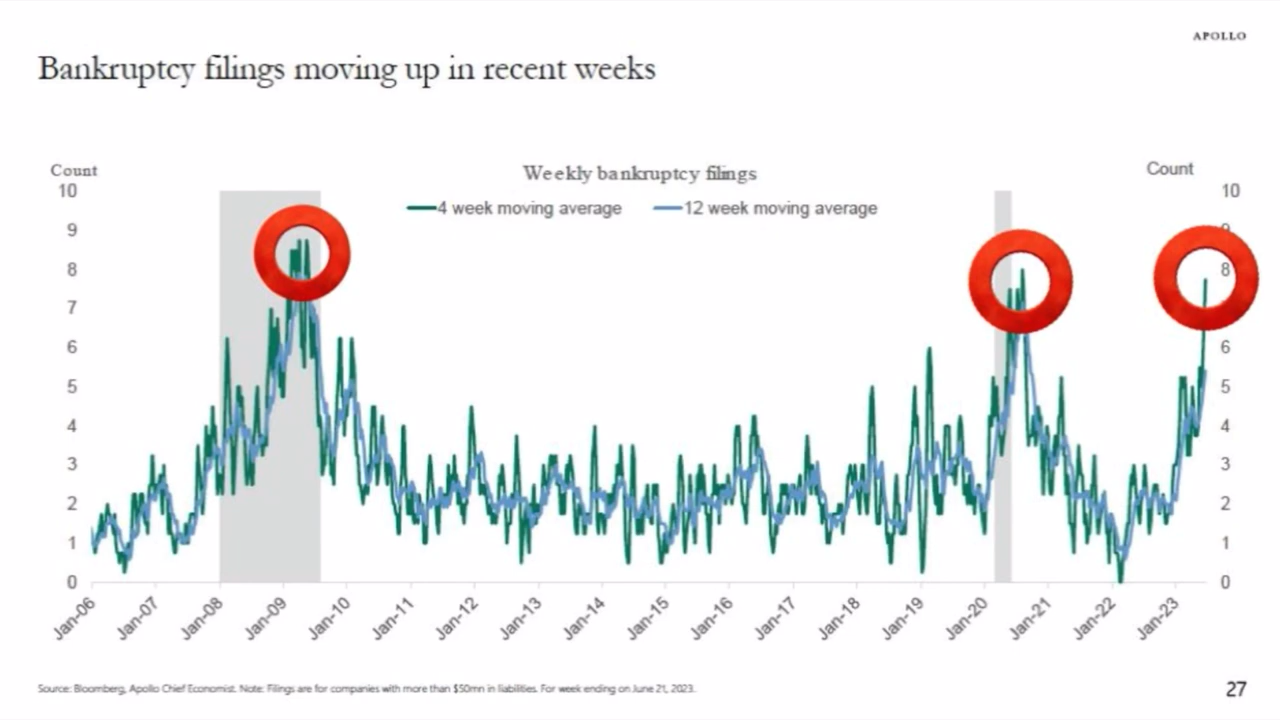 APOLLO
Bankruptcy filings moving up in recent weeks
Count
Weekly bankruptcy filings
Count
4 week moving average
12 week moving average
10
9
8
7
6
5
4
3
2
1
0
10
9
8
6
5
4
3
2
1
0
Jan-06
Jan-07
Jan-08
Jan-09
Jan-10
Jan-11
Jan-12
Jan-13
Jan-14
Jan-15
Jan-16
Jan-17
Jan-18
Jan-19
Jan-20
Jan-21
Jan-22
Jan-23
Source: Bloomberg, Apollo Chief Economist. Note: Filings are for companies with more than $50mn in liabilities. For week ending on June 21, 2023.
27